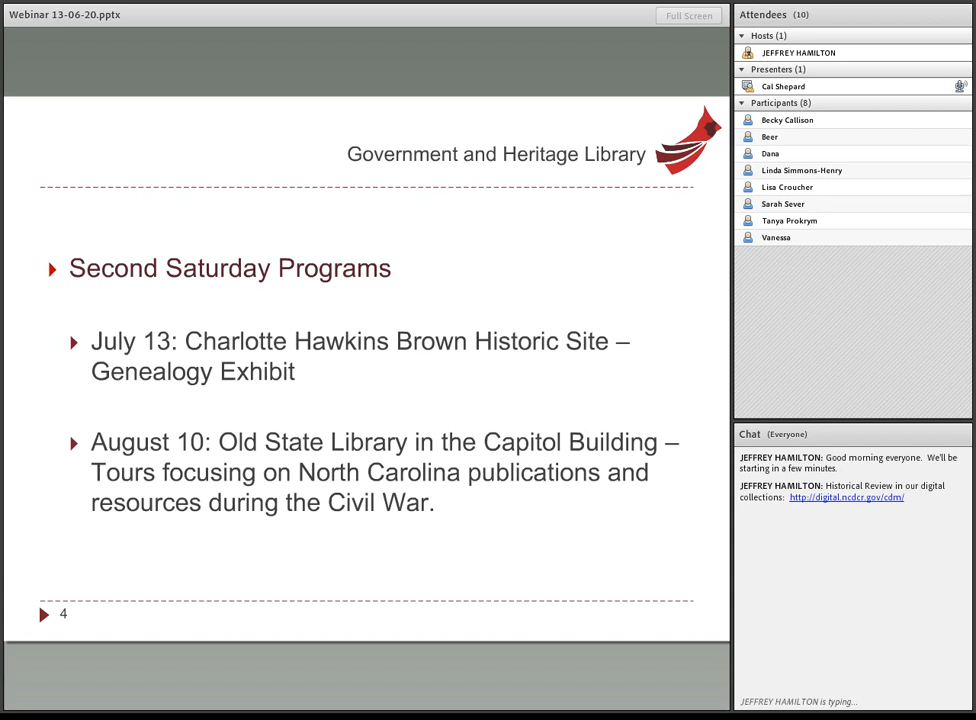 Webinar 13-06-20.pptx
Full Screen
Government and Heritage Library
Second Saturday Programs
July 13: Charlotte Hawkins Brown Historic Site –
Genealogy Exhibit
August 10: Old State Library in the Capitol Building –
Tours focusing on North Carolina publications and
resources during the Civil War.
4
Attendees (10)
Hosts (1)
JEFFREY HAMILTON
Presenters (1)
Cal Shepard
Participants (8)
Becky Callison
Beer
Dana
Linda Simmons-Henry
Lisa Croucher
Sarah Sever
Tanya Prokrym
Vanessa
Chat (Everyone)
JEFFREY HAMILTON: Good morning everyone. We'll be
starting in a few minutes.
JEFFREY HAMILTON: Historical Review in our digital
collections: http://digital.ncdcr.gov/cdm/
JEFFREY HAMILTON is typing...